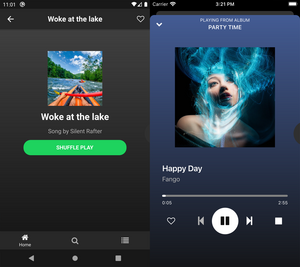 11:01
Woke at the lake
Woke at the lake
Song by Silent Rafter
SHUFFLE PLAY
Home
Carrier
3:21 PM
PLAYING FROM ALBUM
PARTY TIME
Happy Day
Fango
0:05
2:55